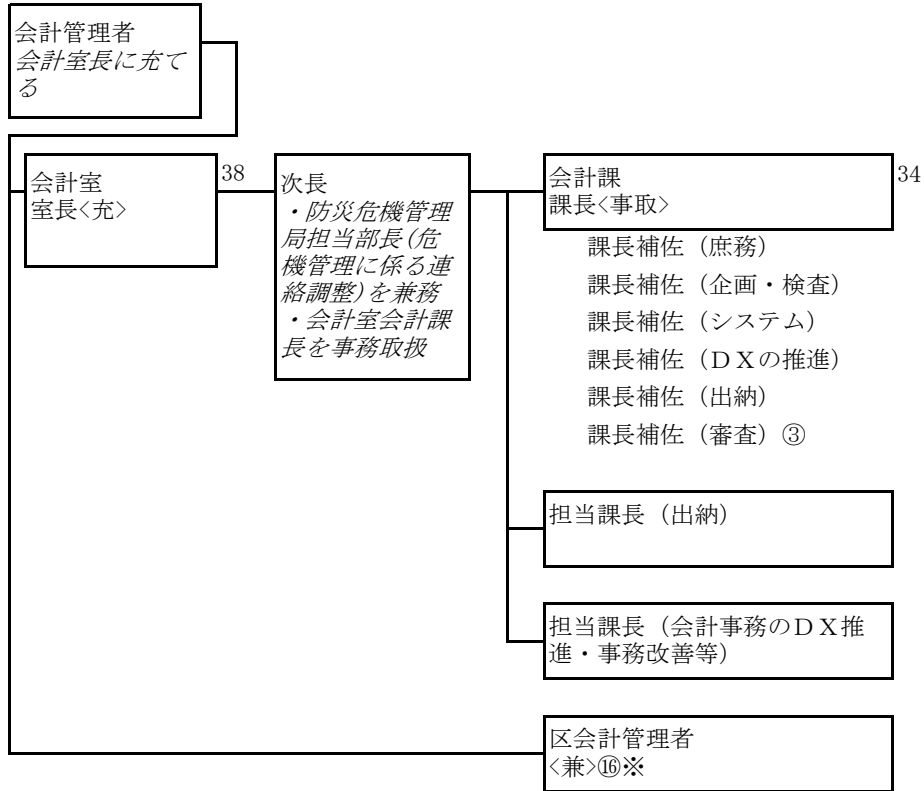 会計管理者
会計室長に充て
る
会計室
室長<充>
38
次長
・防災危機管理
局担当部長(危
機管理に係る連
絡調整)を兼務
・会計室会計課
長を事務取扱
会計課
課長<事取>
34
課長補佐（庶務）
課長補佐（企画・検査）
課長補佐（システム）
課長補佐（ＤＸの推進）
課長補佐（出納）
課長補佐（審査）③
担当課長（出納）
担当課長（会計事務のＤＸ推
進・事務改善等）
区会計管理者
<兼>⑯※